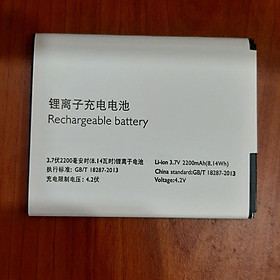 锂离子充电电池
Rechargeable battery
3.7伏2200毫安时(8.14瓦时)锂离子电池
执行标准: GB/T 18287-2013
充电限制电压: 4.2伏
Li-ion 3.7V 2200mAh(8.14Wh)
China standard:GB/T 18287-2013
Voltage:4.2V